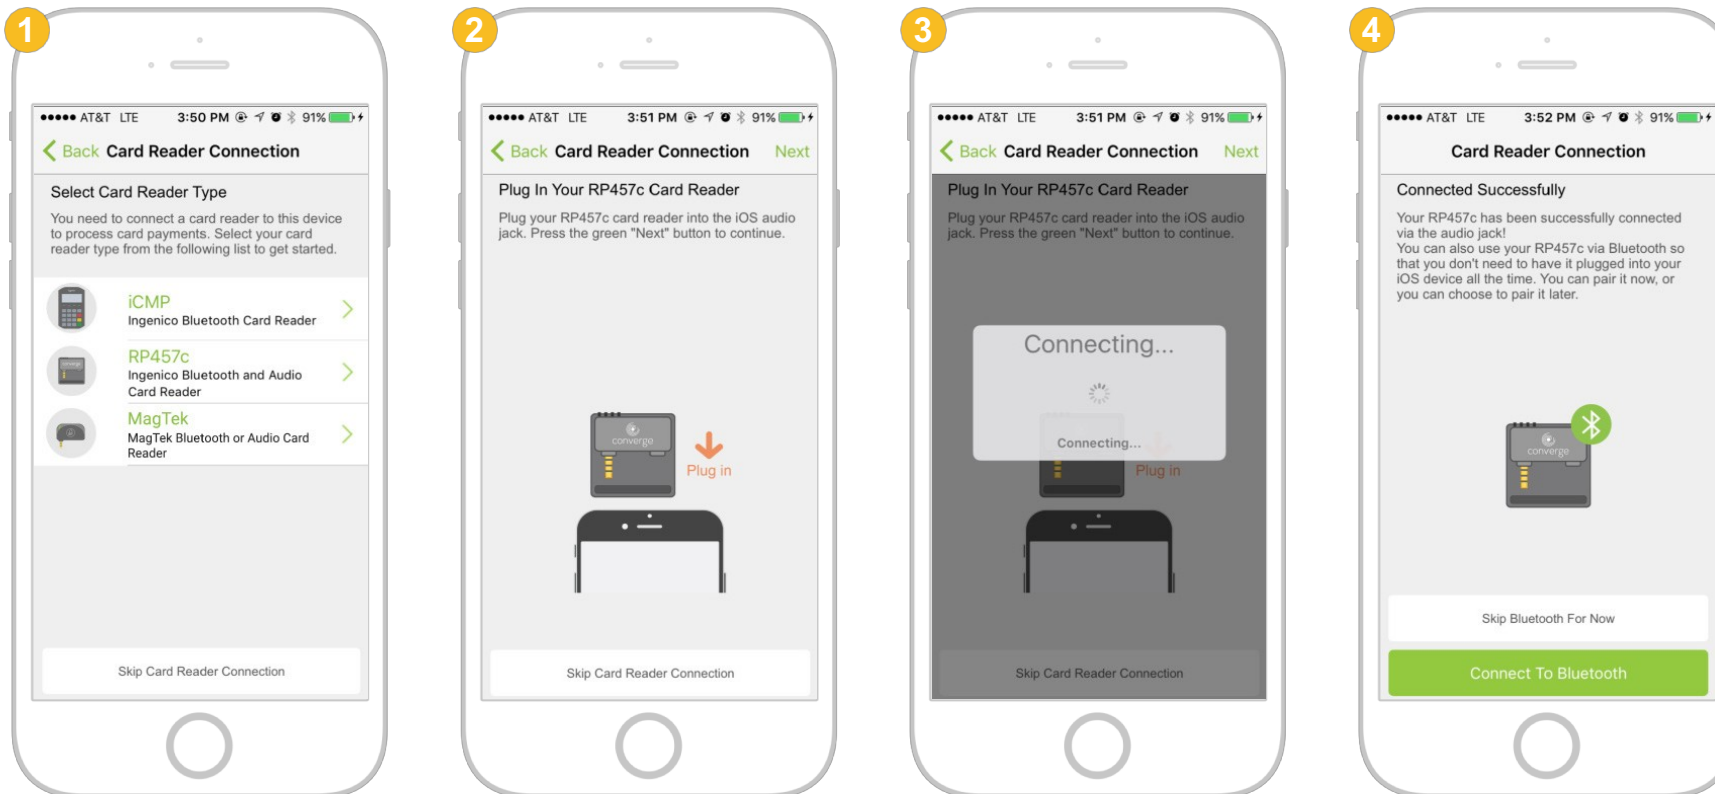 1
AT&T LTE 3:50 PM 91%
Back Card Reader Connection
Select Card Reader Type
You need to connect a card reader to this device
to process card payments. Select your card
reader type from the following list to get started.
iCMP
Ingenico Bluetooth Card Reader
RP457c
Ingenico Bluetooth and Audio
Card Reader
MagTek
MagTek Bluetooth or Audio Card
Reader
Skip Card Reader Connection
2
AT&T LTE 3:51 PM 91%
Back Card Reader Connection Next
Plug In Your RP457c Card Reader
Plug your RP457c card reader into the iOS audio
jack. Press the green "Next" button to continue.
converge
Plug in
Skip Card Reader Connection
3
AT&T LTE 3:51 PM 91%
Back Card Reader Connection Next
Plug In Your RP457c Card Reader
Plug your RP457c card reader into the iOS audio
jack. Press the green "Next" button to continue.
Connecting...
Connecting...
Plug in
Skip Card Reader Connection
4
AT&T LTE 3:52 PM 91%
Card Reader Connection
Connected Successfully
Your RP457c has been successfully connected
via the audio jack!
You can also use your RP457c via Bluetooth so
that you don't need to have it plugged into your
iOS device all the time. You can pair it now, or
you can choose to pair it later.
converge
Skip Bluetooth For Now
Connect To Bluetooth